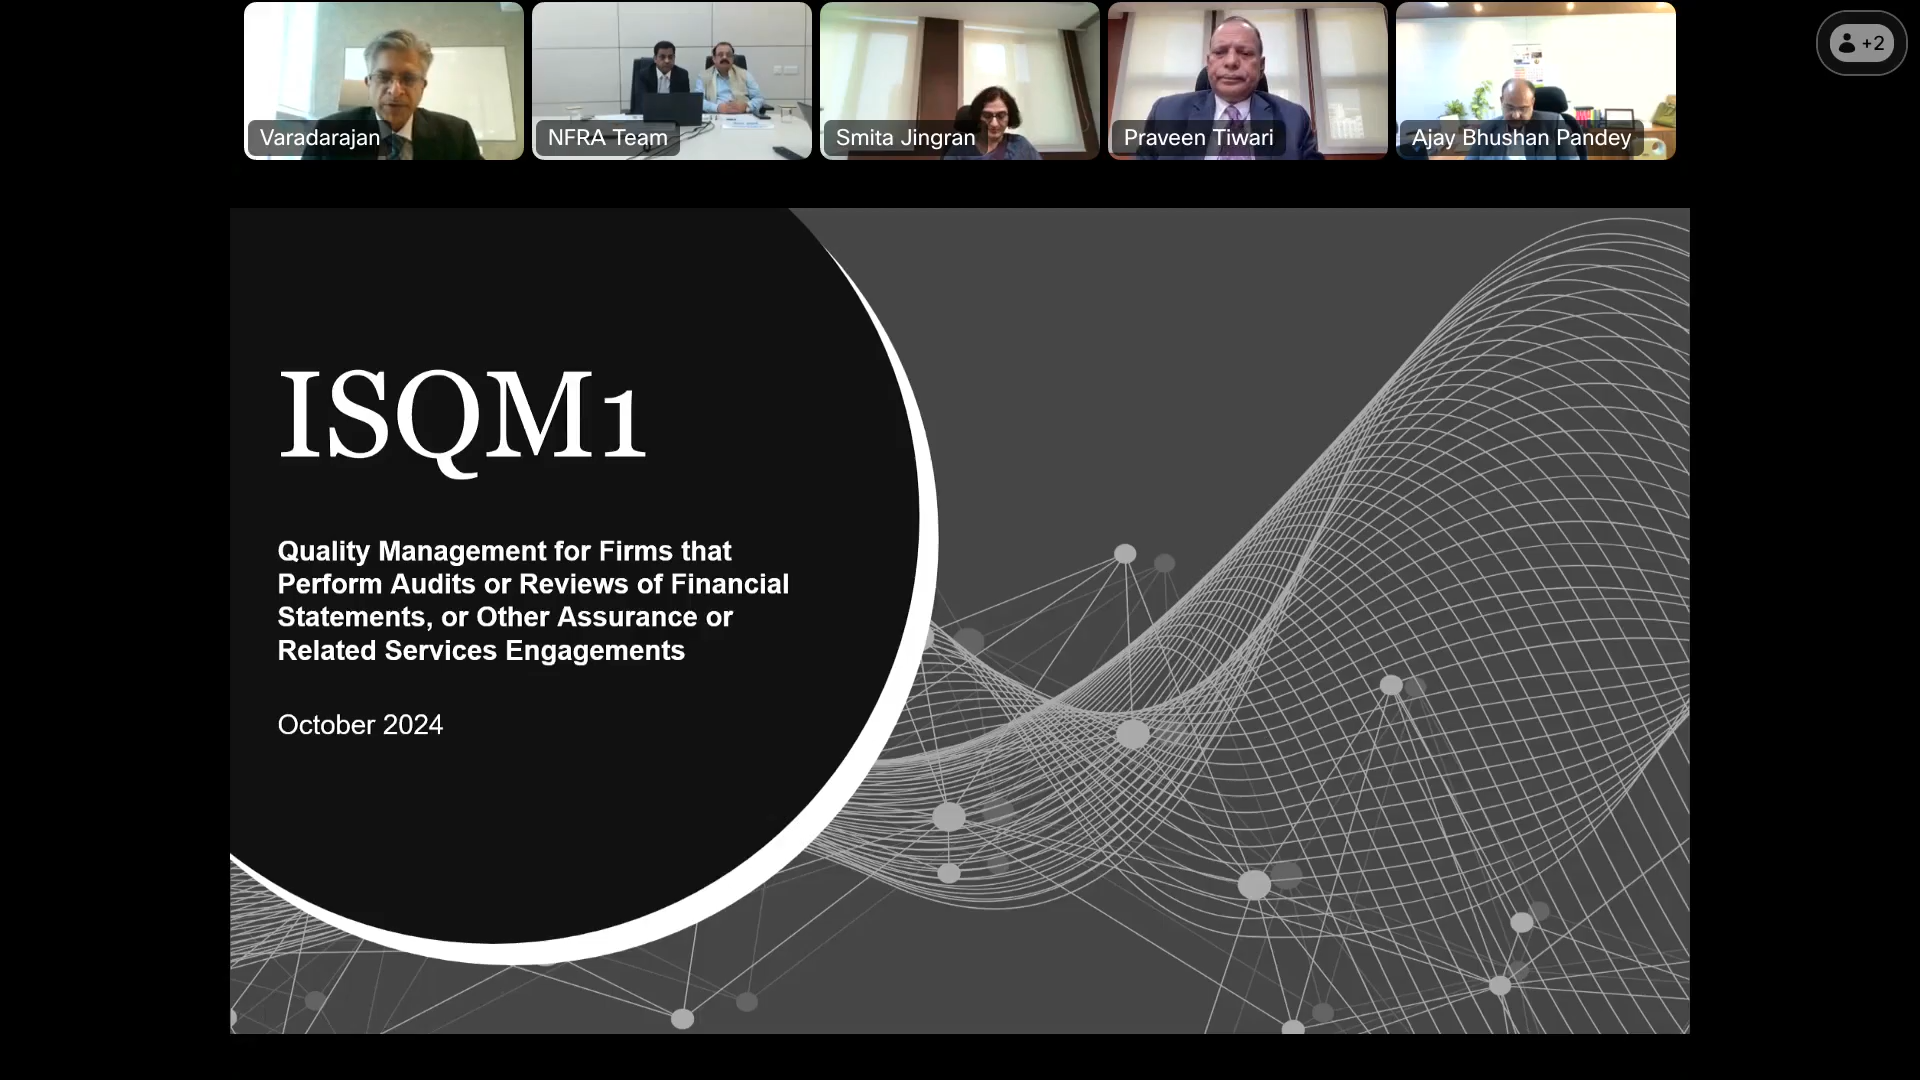 Varadarajan
NFRA Team
Smita Jingran
Praveen Tiwari
Ajay Bhushan Pandey
+2
ISQM1
Quality Management for Firms that
Perform Audits or Reviews of Financial
Statements, or Other Assurance or
Related Services Engagements
October 2024